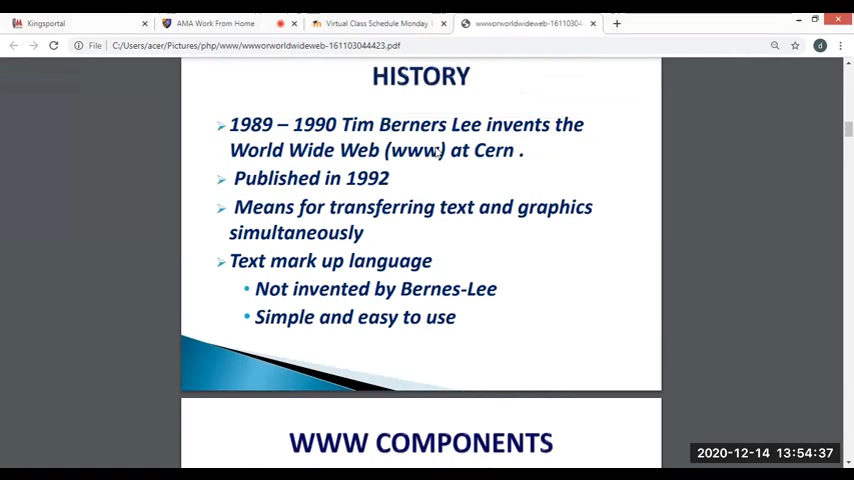 Kingsportal
AMA Work From Home
Virtual Class Schedule Monday
wwworworldwideweb-161103044
File
C:/Users/acer/Pictures/php/www/wwworworldwideweb-161103044423.pdf
d
HISTORY
1989 – 1990 Tim Berners Lee invents the
World Wide Web (www) at Cern .
Published in 1992
Means for transferring text and graphics
simultaneously
Text mark up language
• Not invented by Bernes-Lee
• Simple and easy to use
WWW COMPONENTS
2020-12-14 13:54:37